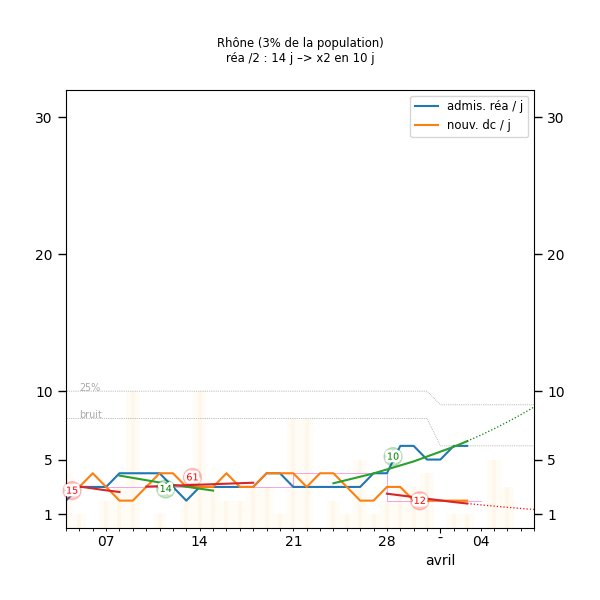 Rhône (3% de la population)
réa /2 : 14 j –> x2 en 10 j
admis. réa / j
nouv. dc / j
30 30
20 20
10 10
25%
bruit
5 5
15
14
61
10
12
1 1
07 14 21 28 - 04
avril